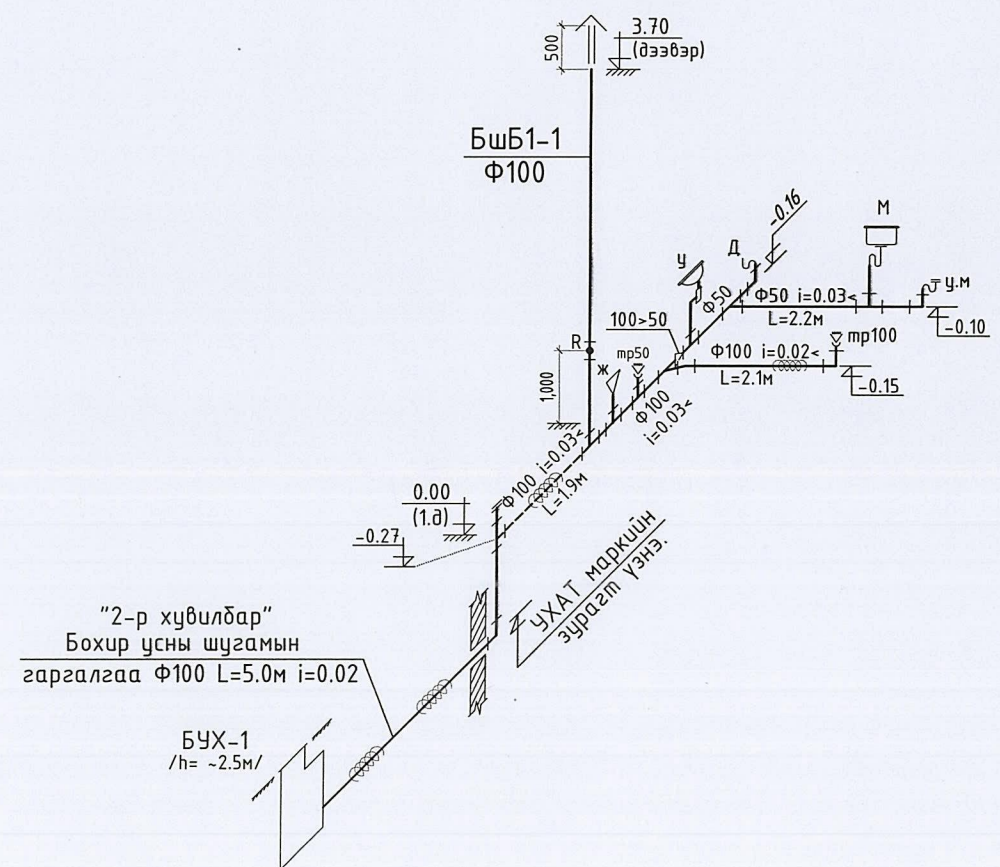 3.70
(дээвэр)
500
БшБ1-1
Ф100
-0.16
М
Д
У
Ф50
Ф50 i=0.03<
L=2.2м
у.м
-0.10
100>50
R
тр50
Ф100 i=0.02<
тр100
L=2.1м
-0.15
ж
1,000
Ф100
i=0.03<
Ф100 i=0.03<
L=1.9м
0.00
(1.д)
-0.27
УХАТ маркийн
зурагт үзнэ.
"2-р хувилбар"
Бохир усны шугамын
гаргалгаа Ф100 L=5.0м i=0.02
БУХ-1
/h= ~2.5м/